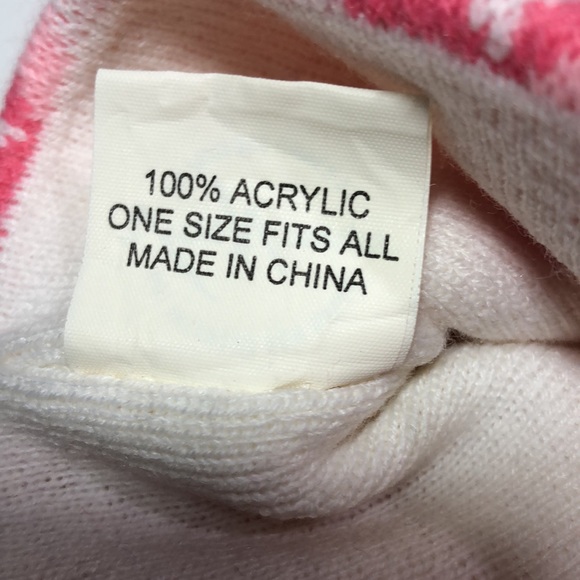 100% ACRYLIC
ONE SIZE FITS ALL
MADE IN CHINA